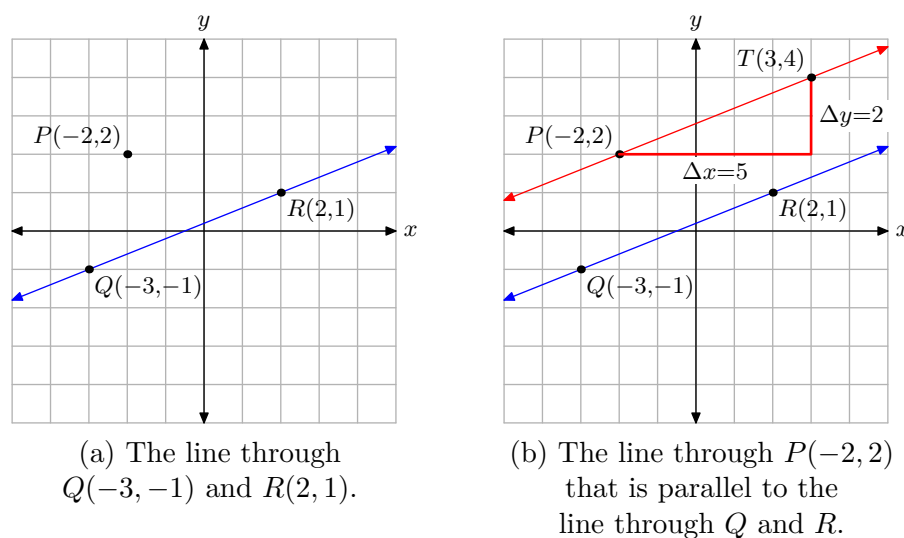 y
P(−2,2)
R(2,1)
x
Q(−3,−1)
(a) The line through
Q(−3, −1) and R(2, 1).
y
T(3,4)
P(−2,2)
Δy=2
Δx=5
R(2,1)
x
Q(−3,−1)
(b) The line through P(−2, 2)
that is parallel to the
line through Q and R.